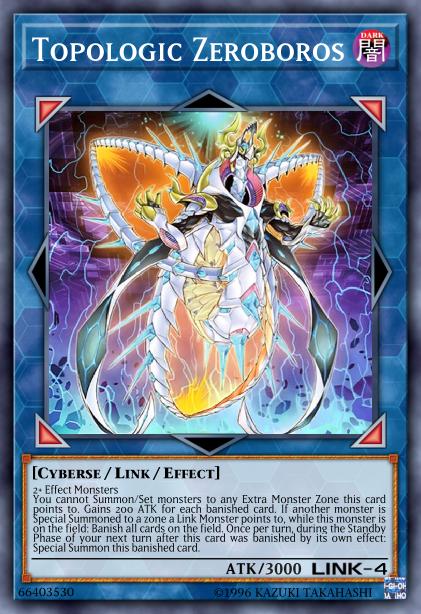 Topologic Zeroboros
DARK
闇
[Cyberse / Link / Effect]
2+ Effect Monsters
You cannot Summon/Set monsters to any Extra Monster Zone this card
points to. Gains 200 ATK for each banished card. If another monster is
Special Summoned to a zone a Link Monster points to, while this monster is
on the field: Banish all cards on the field. Once per turn, during the Standby
Phase of your next turn after this card was banished by its own effect:
Special Summon this banished card.
ATK/3000 LINK-4
66403530
©1996 KAZUKI TAKAHASHI